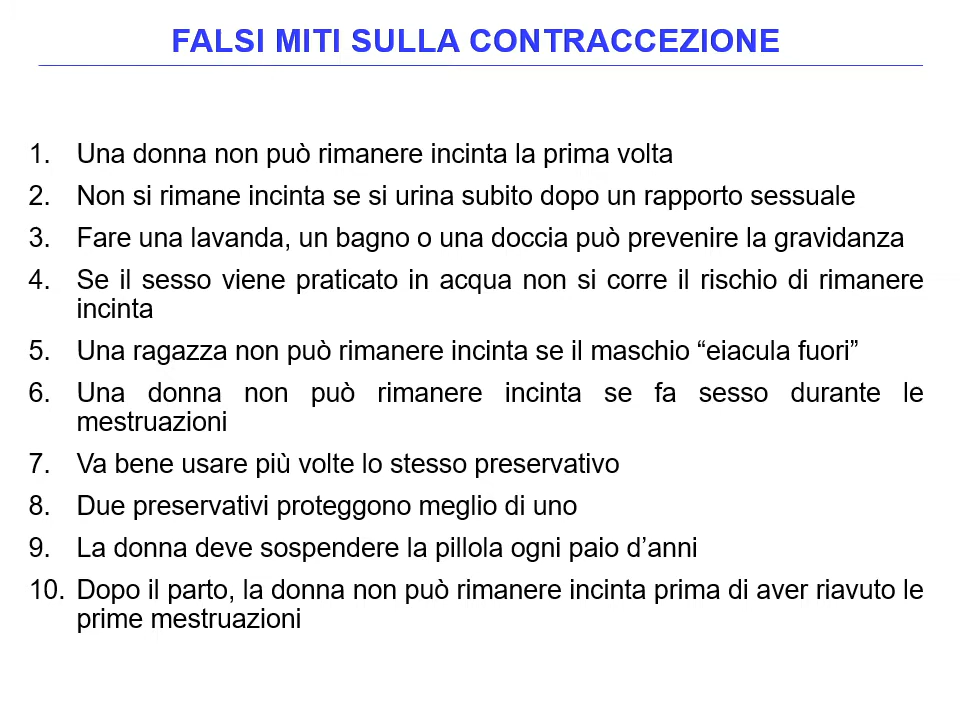 FALSI MITI SULLA CONTRACCEZIONE
1. Una donna non può rimanere incinta la prima volta
2. Non si rimane incinta se si urina subito dopo un rapporto sessuale
3. Fare una lavanda, un bagno o una doccia può prevenire la gravidanza
4. Se il sesso viene praticato in acqua non si corre il rischio di rimanere
incinta
5. Una ragazza non può rimanere incinta se il maschio “eiacula fuori”
6. Una donna non può rimanere incinta se fa sesso durante le
mestruazioni
7. Va bene usare più volte lo stesso preservativo
8. Due preservativi proteggono meglio di uno
9. La donna deve sospendere la pillola ogni paio d’anni
10. Dopo il parto, la donna non può rimanere incinta prima di aver riavuto le
prime mestruazioni